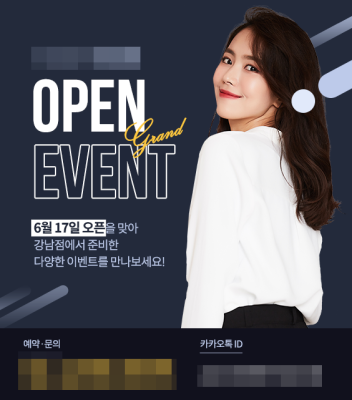 OPEN
Grand
EVENT
6월 17일 오픈을 맞아
강남점에서 준비한
다양한 이벤트를 만나보세요!
예약·문의
카카오톡 ID